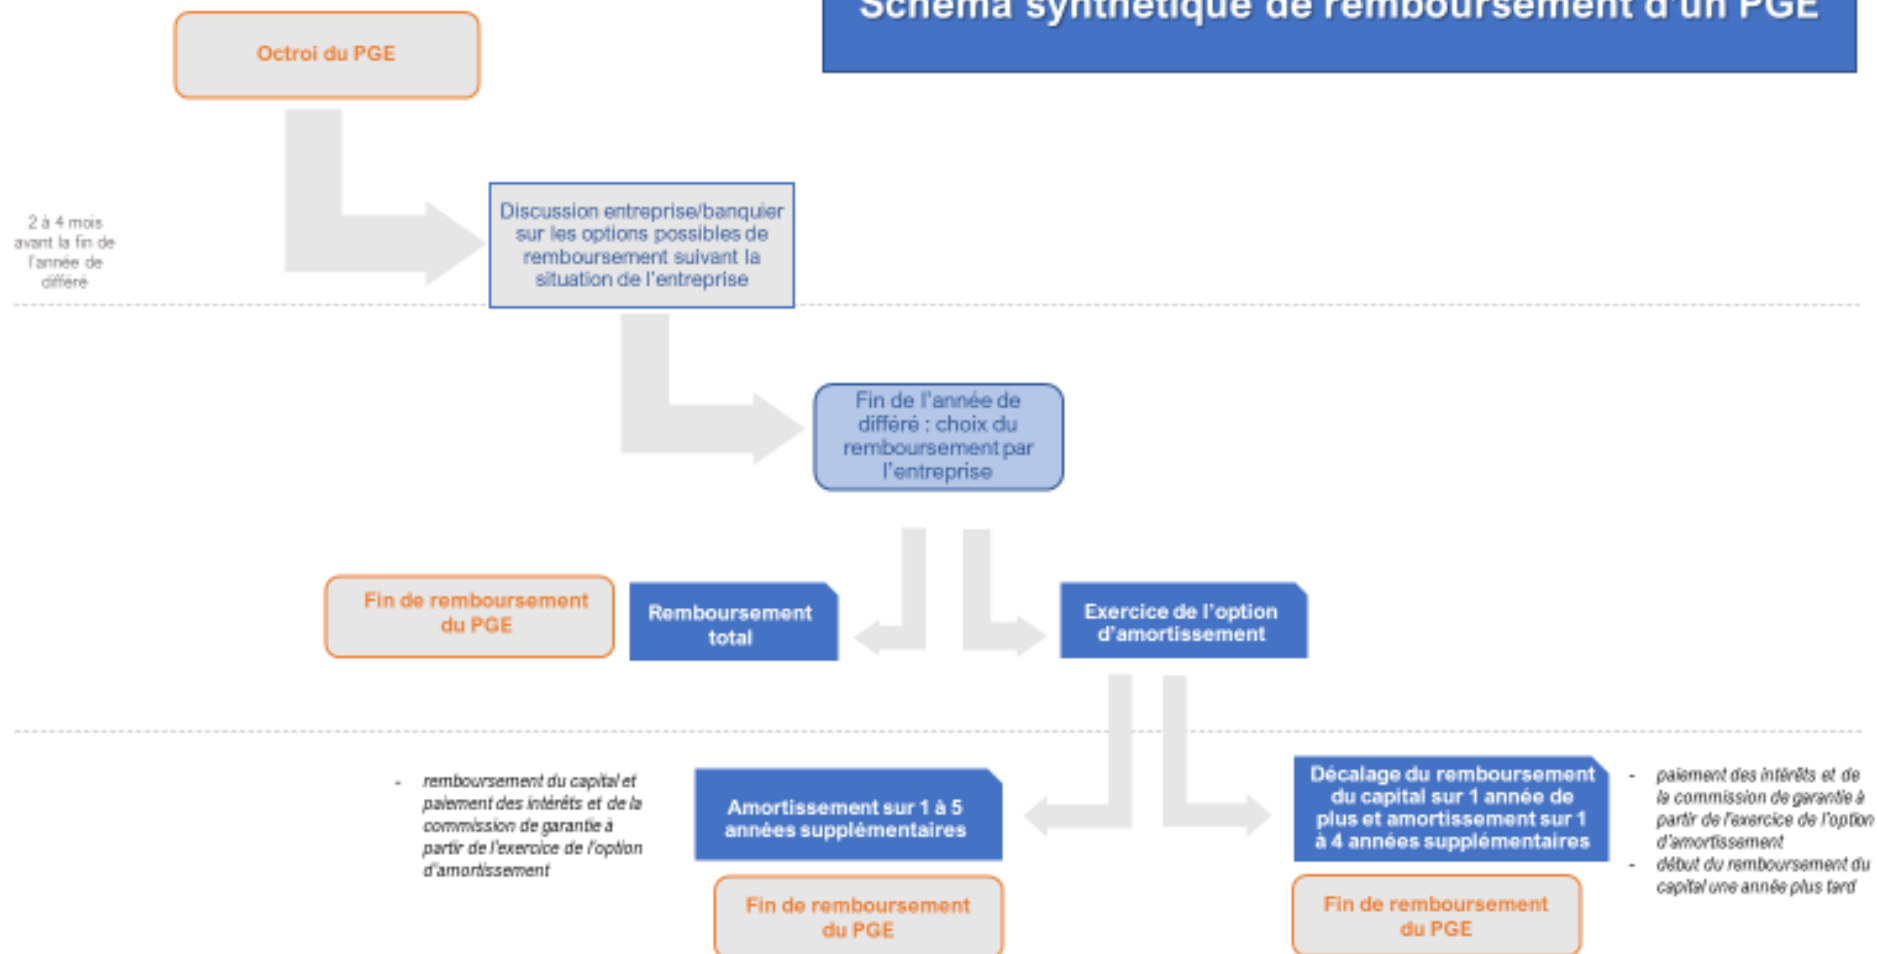 Schéma synthétique de remboursement d'un PGE
Octroi du PGE
2 à 4 mois
avant la fin de
l'année de
différé
Discussion entreprise/banquier
sur les options possibles de
remboursement suivant la
situation de l'entreprise
Fin de l'année de
différé : choix du
remboursement par
l'entreprise
Fin de remboursement
du PGE
Remboursement
total
Exercice de l'option
d'amortissement
- remboursement du capital et
paiement des intérêts et de la
commission de garantie à
partir de l'exercice de l'option
d'amortissement
Amortissement sur 1 à 5
années supplémentaires
Décalage du remboursement
du capital sur 1 année de
plus et amortissement sur 1
à 4 années supplémentaires
- paiement des intérêts et de
la commission de garantie à
partir de l'exercice de l'option
d'amortissement
- début du remboursement du
capital une année plus tard
Fin de remboursement
du PGE
Fin de remboursement
du PGE